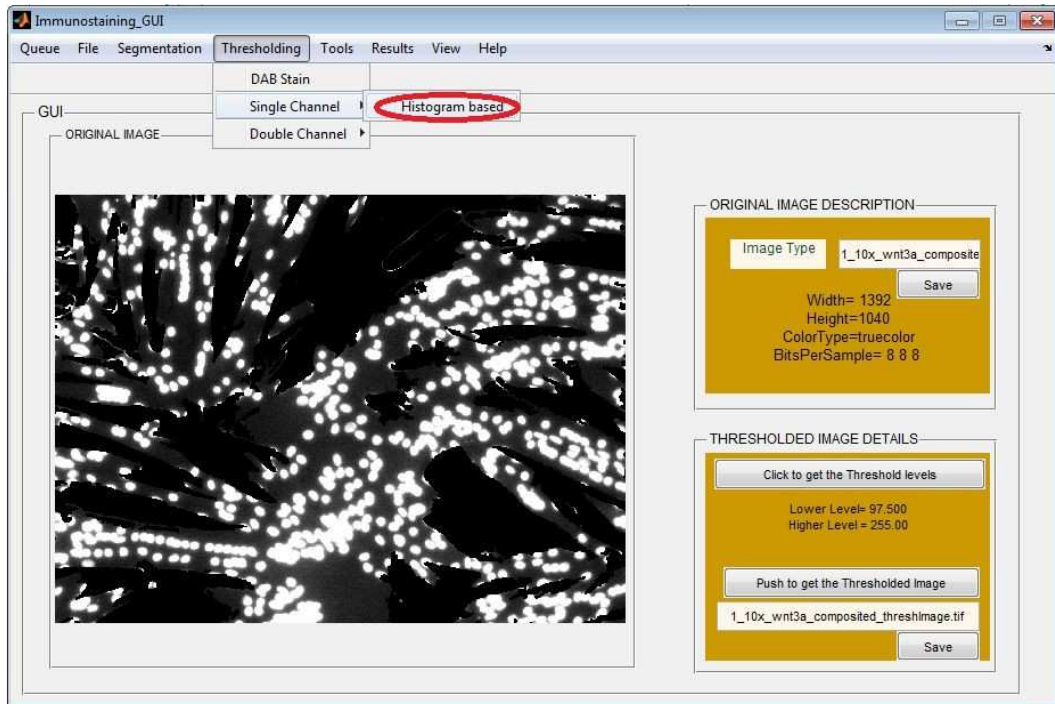 Immunostaining_GUI
Queue File Segmentation Thresholding Tools Results View Help
DAB Stain
Single Channel
Histogram based
Double Channel
GUI
ORIGINAL IMAGE
ORIGINAL IMAGE DESCRIPTION
Image Type
1_10x_wnt3a_composite
Save
Width= 1392
Height=1040
ColorType=truecolor
BitsPerSample= 8 8 8
THRESHOLDED IMAGE DETAILS
Click to get the Threshold levels
Lower Level= 97.500
Higher Level = 255.00
Push to get the Thresholded Image
1_10x_wnt3a_composited_threshImage.tif
Save